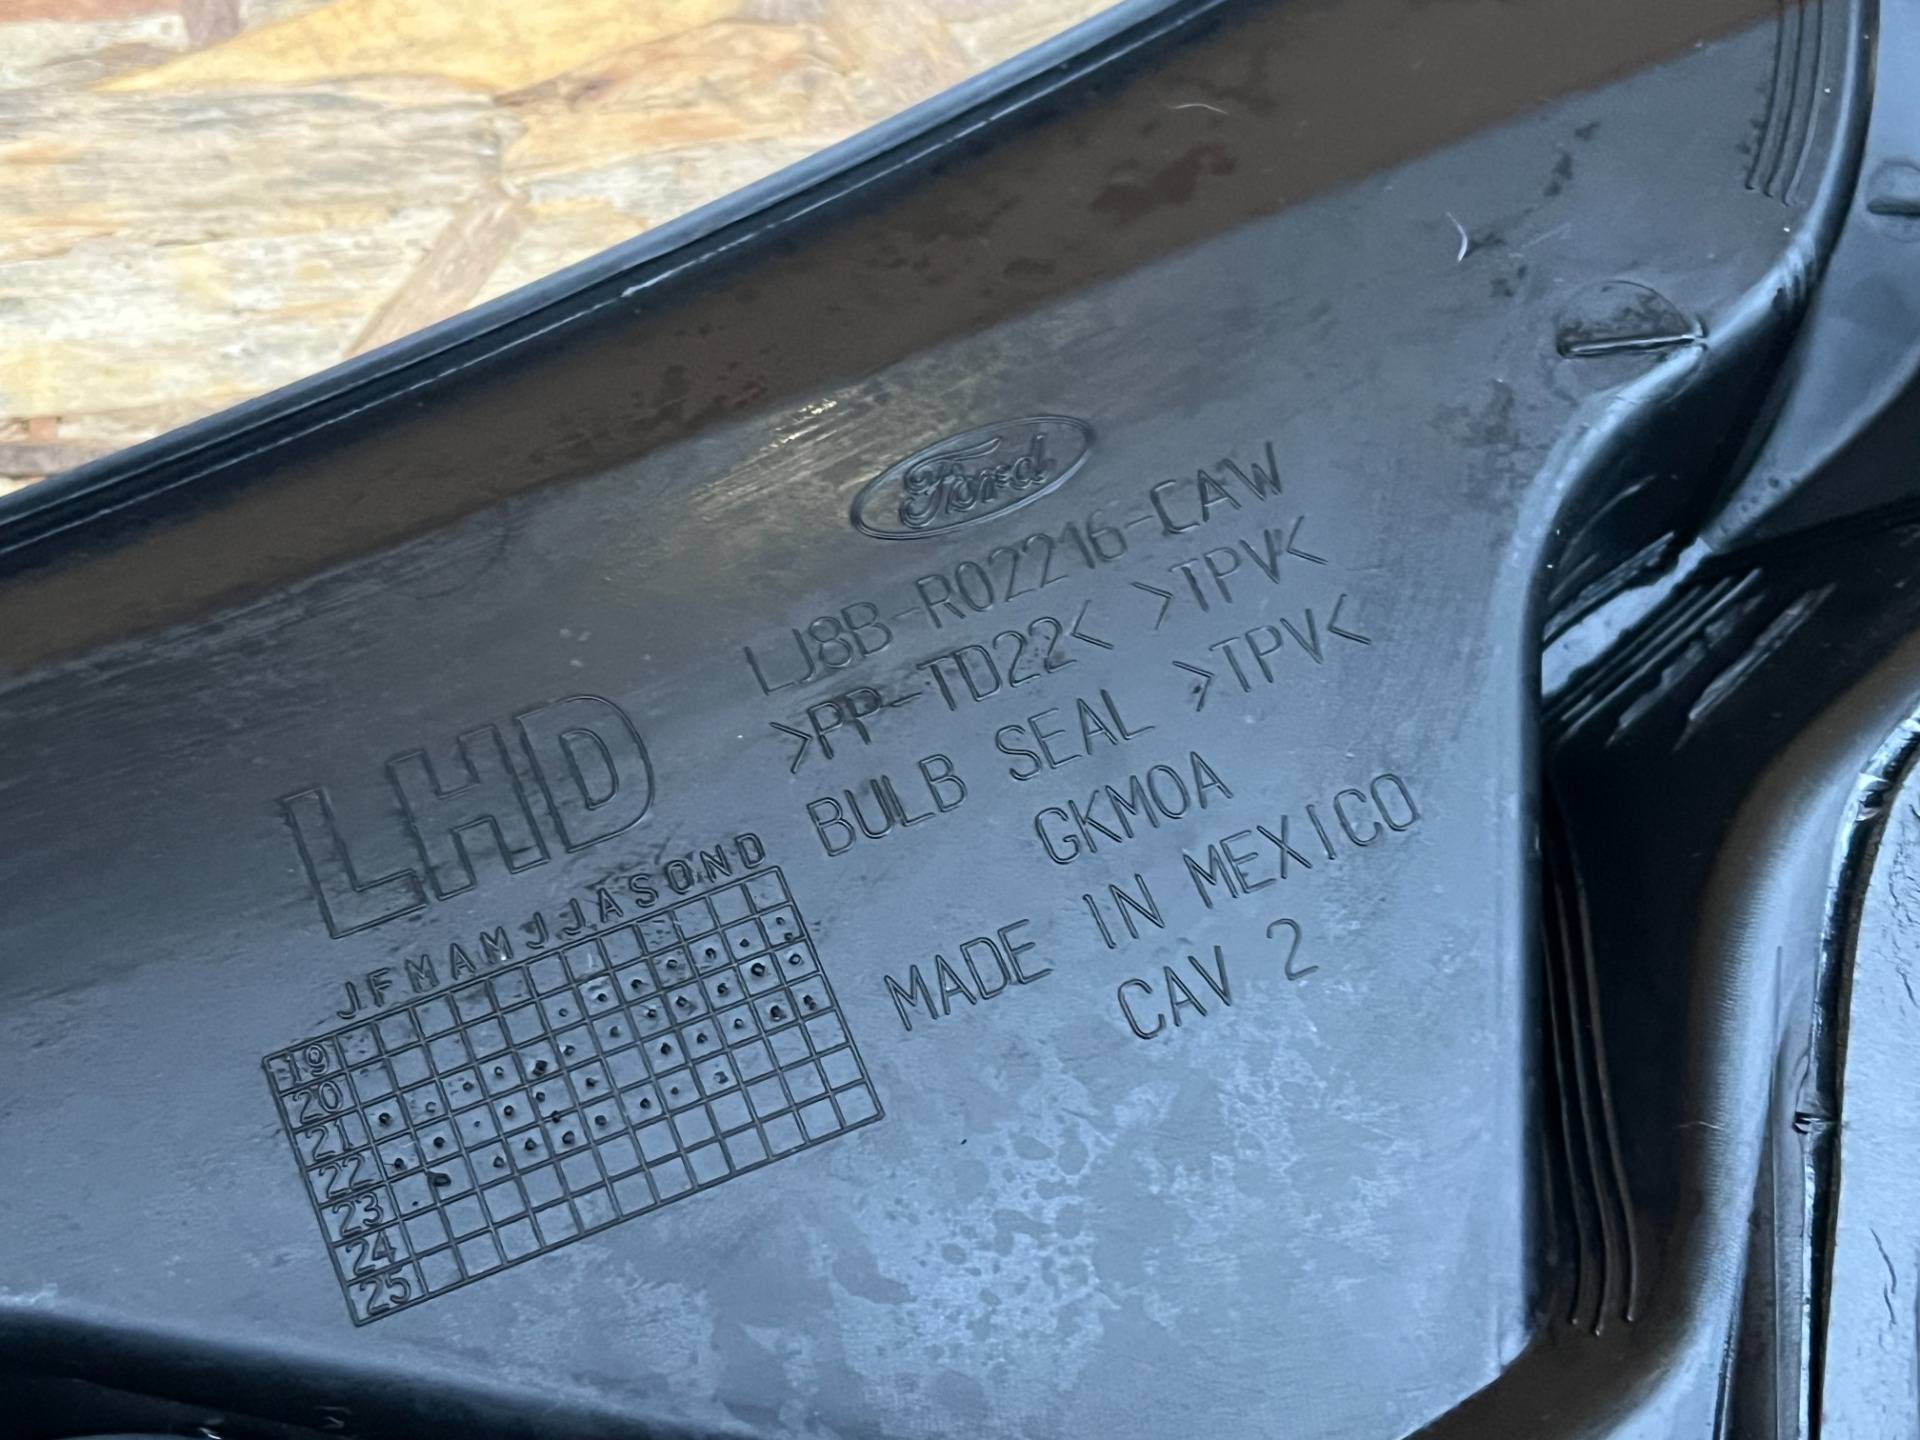 Ford
LJ8B-R02216-CAW
>PP-TD22< >TPV<
BULB SEAL >TPV<
GKM0A
MADE IN MEXICO
CAV 2
LHD
J F M A M J J A S O N D
19
20
21
22
23
24
25